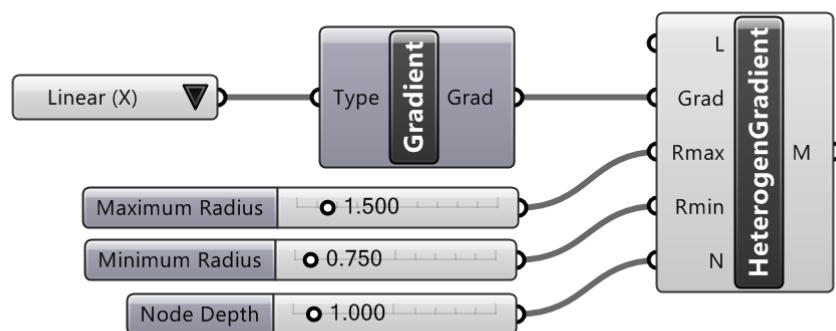 Linear (X)
Type
Gradient
Grad
L
Grad
Rmax
Rmin
N
HeterogenGradient
M
Maximum Radius
1.500
Minimum Radius
0.750
Node Depth
1.000